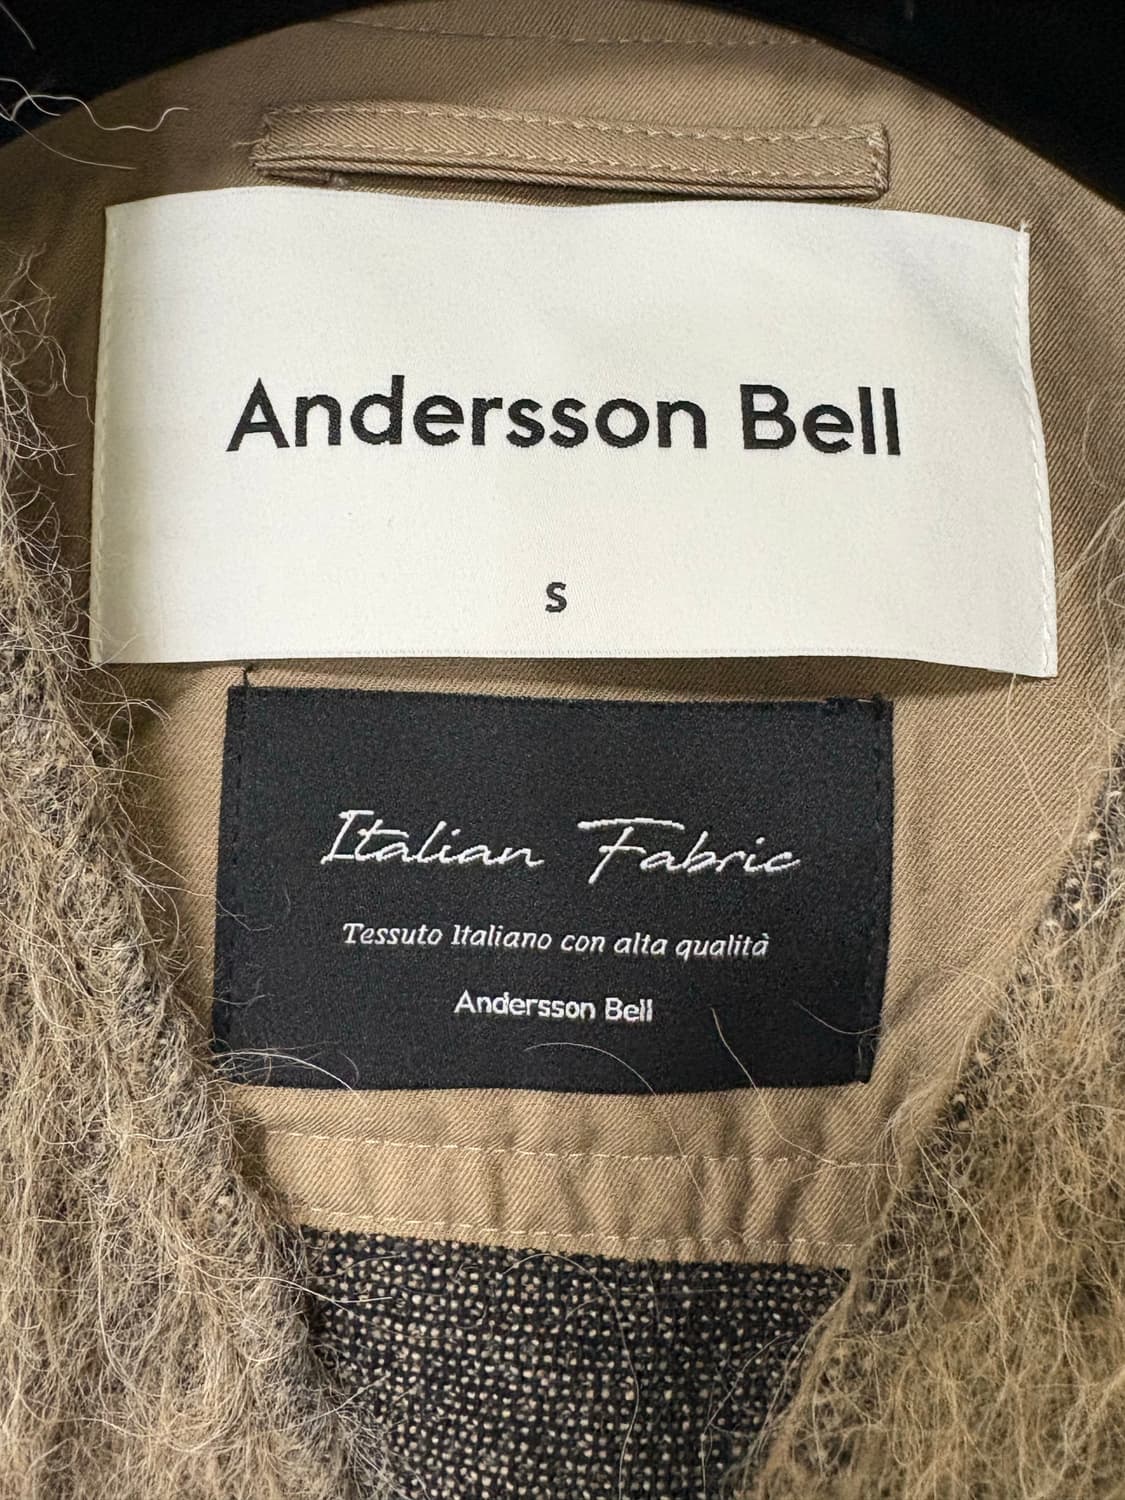 Andersson Bell
S
Italian Fabric
Tessuto Italiano con alta qualità
Andersson Bell